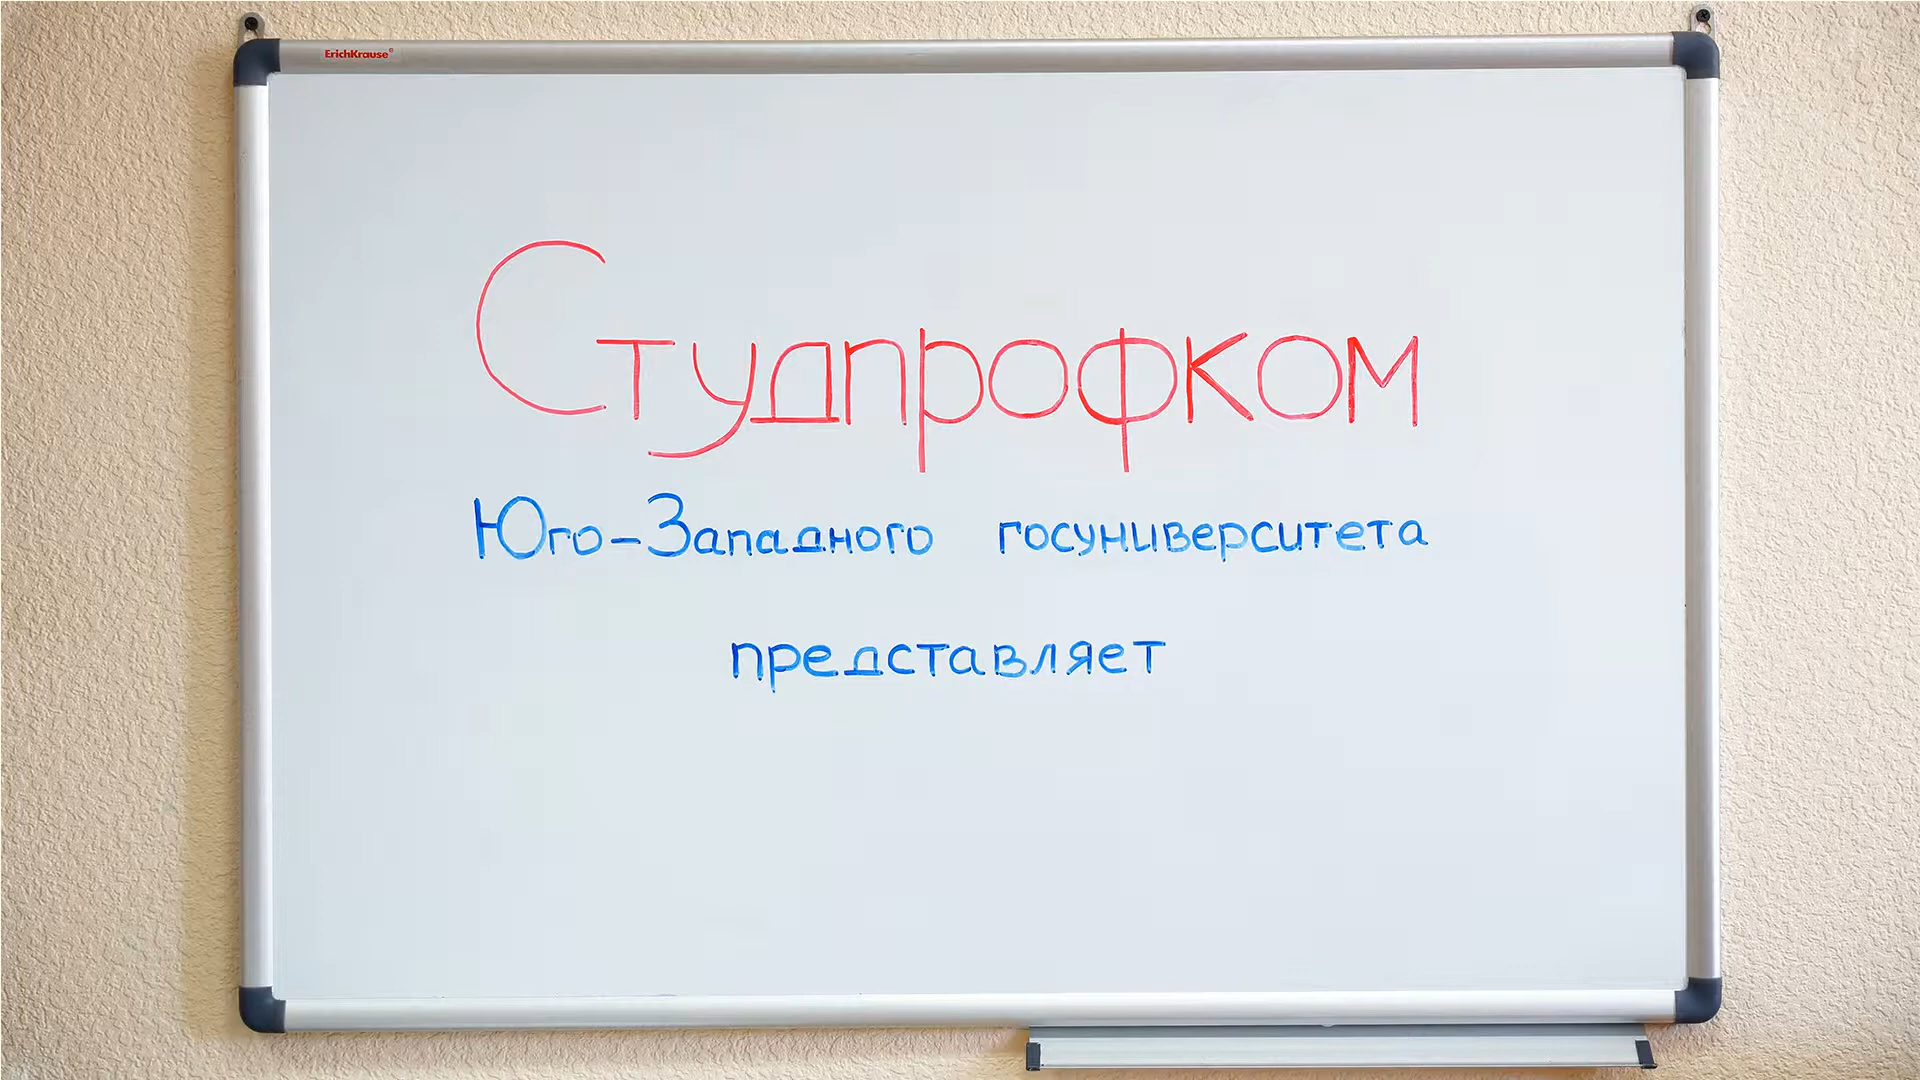 ErichKrause®
Студпрофком
Юго-Западного госуниверситета
представляет